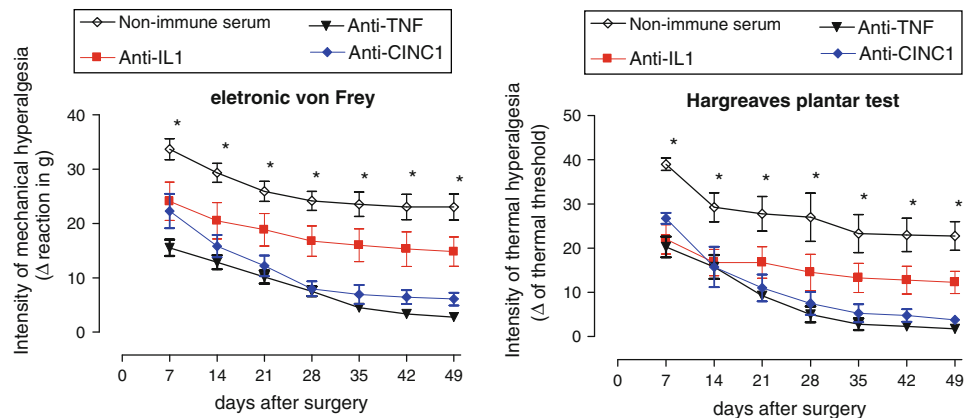 Non-immune serum
Anti-TNF
Anti-IL1
Anti-CINC1
eletronic von Frey
Intensity of mechanical hyperalgesia
(Δ reaction in g)
40
30
20
10
0
* * * * * * *
0 7 14 21 28 35 42 49
days after surgery
Non-immune serum
Anti-TNF
Anti-IL1
Anti-CINC1
Hargreaves plantar test
Intensity of thermal hyperalgesia
(Δ of thermal threshold)
50
40
30
20
10
0
* * * * * * *
0 7 14 21 28 35 42 49
days after surgery